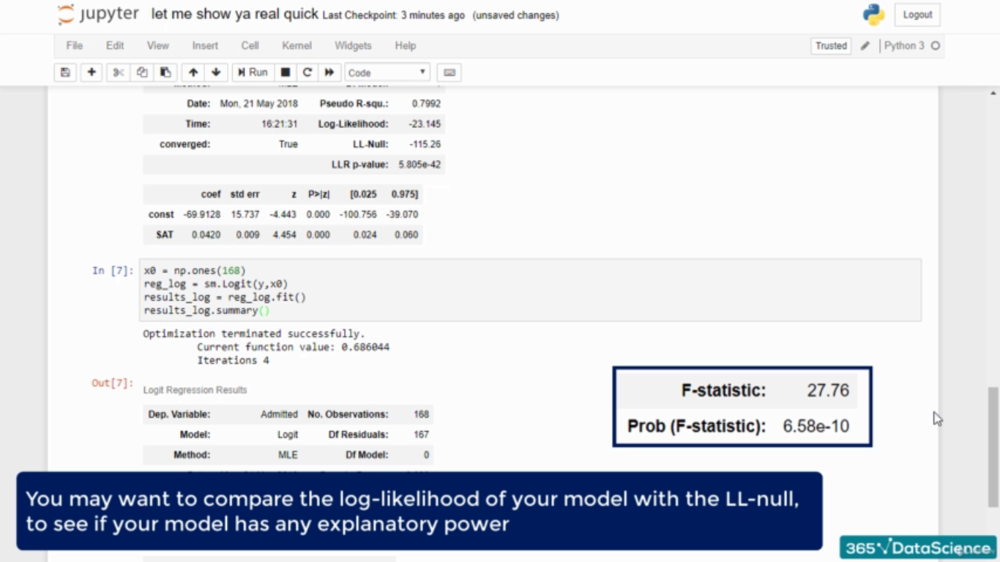 jupyter let me show ya real quick Last Checkpoint: 3 minutes ago (unsaved changes) Logout
File Edit View Insert Cell Kernel Widgets Help Trusted Python 3
Run Code
Date: Mon, 21 May 2018 Pseudo R-squ.: 0.7992
Time: 16:21:31 Log-Likelihood: -23.145
converged: True LL-Null: -115.26
LLR p-value: 5.805e-42
coef std err z P>|z| [0.025 0.975]
const -69.9128 15.737 -4.443 0.000 -100.756 -39.070
SAT 0.0420 0.009 4.454 0.000 0.024 0.060
In [7]: x0 = np.ones(168)
reg_log = sm.Logit(y,x0)
results_log = reg_log.fit()
results_log.summary()
Optimization terminated successfully.
Current function value: 0.686044
Iterations 4
Out[7]: Logit Regression Results
Dep. Variable: Admitted No. Observations: 168
Model: Logit Df Residuals: 167
Method: MLE Df Model: 0
F-statistic: 27.76
Prob (F-statistic): 6.58e-10
You may want to compare the log-likelihood of your model with the LL-null,
to see if your model has any explanatory power
365 DataScience